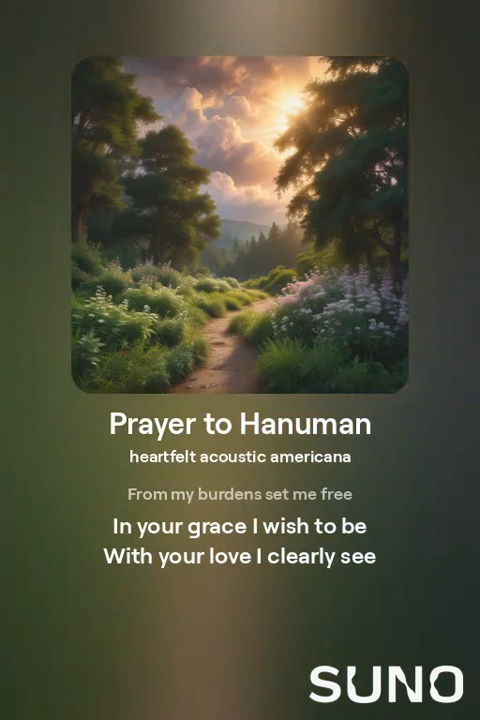 Prayer to Hanuman
heartfelt acoustic americana
From my burdens set me free
In your grace I wish to be
With your love I clearly see
SUNO